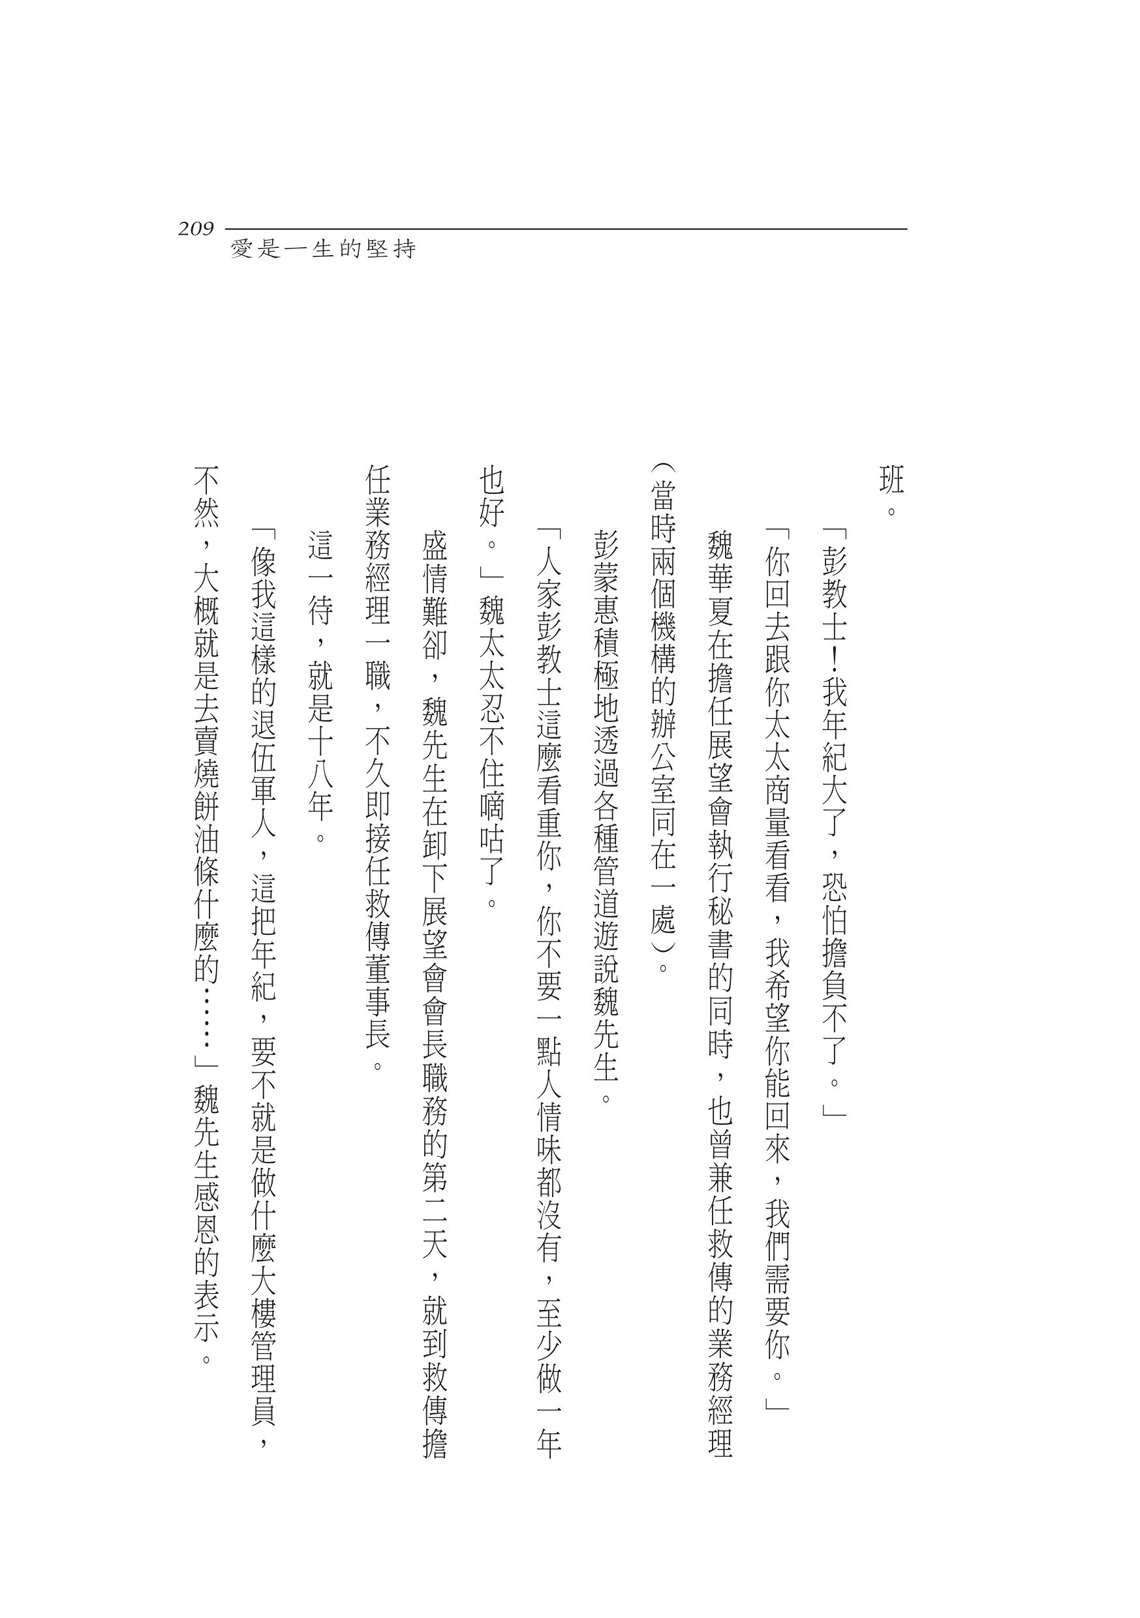 209
愛是一生的堅持
班。
「彭教士！我年紀大了，恐怕擔負不了。」
「你回去跟你太太商量看看，我希望你能回來，我們需要你。」
魏華夏在擔任展望會執行秘書的同時，也曾兼任救傳的業務經理
（當時兩個機構的辦公室同在一處）。
彭蒙惠積極地透過各種管道遊說魏先生。
「人家彭教士這麼看重你，你不要一點人情味都沒有，至少做一年
也好。」魏太太忍不住嘀咕了。
盛情難卻，魏先生在卸下展望會會長職務的第二天，就到救傳擔
任業務經理一職，不久即接任救傳董事長。
這一待，就是十八年。
「像我這樣的退伍軍人，這把年紀，要不就是做什麼大樓管理員，
不然，大概就是去賣燒餅油條什麼的……」魏先生感恩的表示。